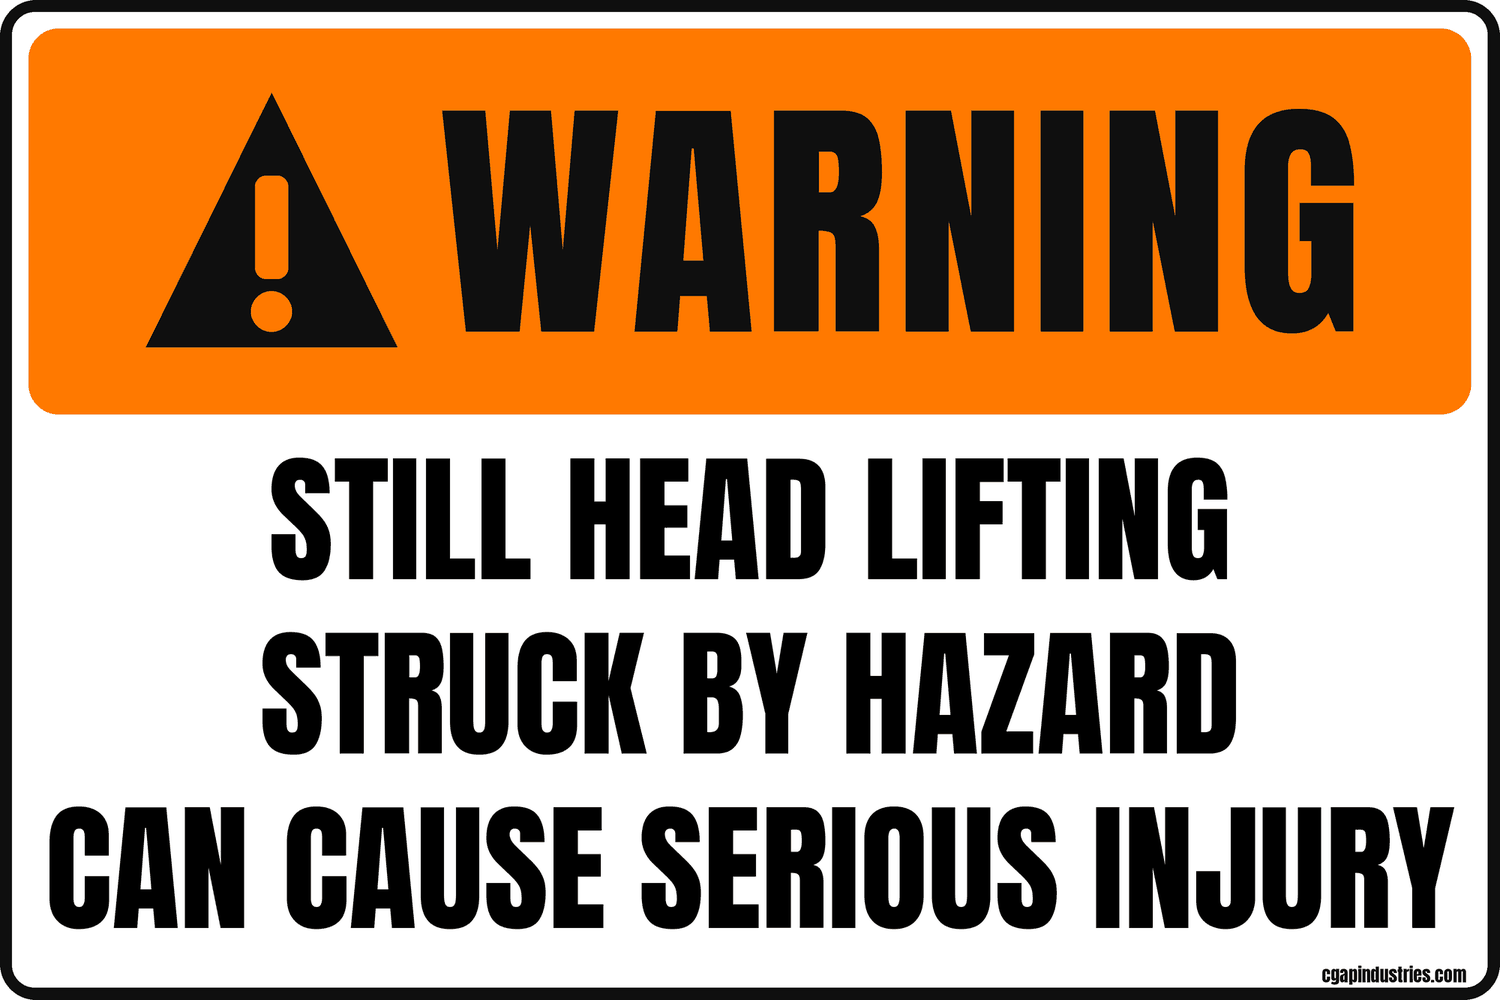 WARNING
STILL HEAD LIFTING
STRUCK BY HAZARD
CAN CAUSE SERIOUS INJURY
cgapindustries.com